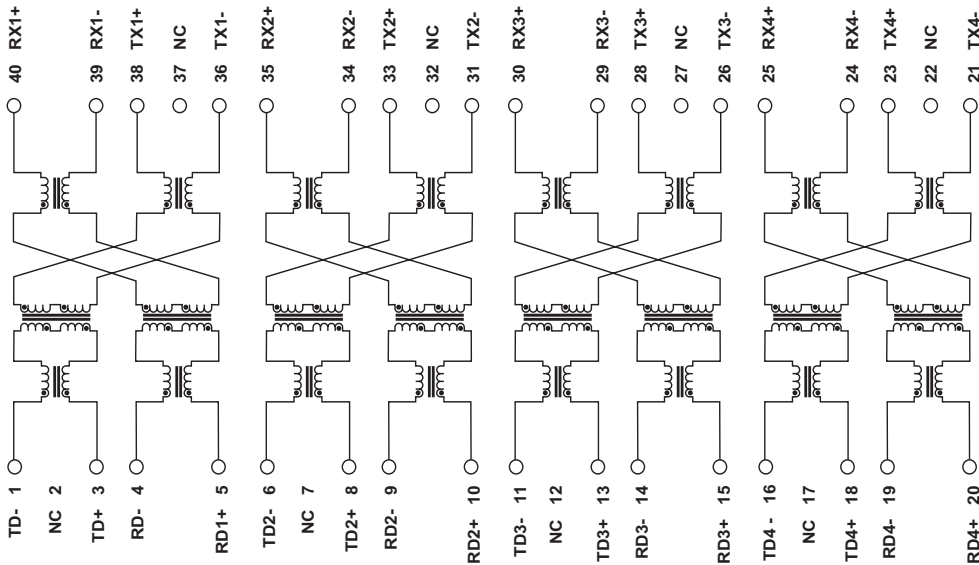 40 RX1+
39 RX1-
38 TX1+
37 NC
36 TX1-
35 RX2+
34 RX2-
33 TX2+
32 NC
31 TX2-
30 RX3+
29 RX3-
28 TX3+
27 NC
26 TX3-
25 RX4+
24 RX4-
23 TX4+
22 NC
21 TX4-
TD- 1
NC 2
TD+ 3
RD- 4
RD1+ 5
TD2- 6
NC 7
TD2+ 8
RD2- 9
RD2+ 10
TD3- 11
NC 12
TD3+ 13
RD3- 14
RD3+ 15
TD4 - 16
NC 17
TD4+ 18
RD4- 19
RD4+ 20